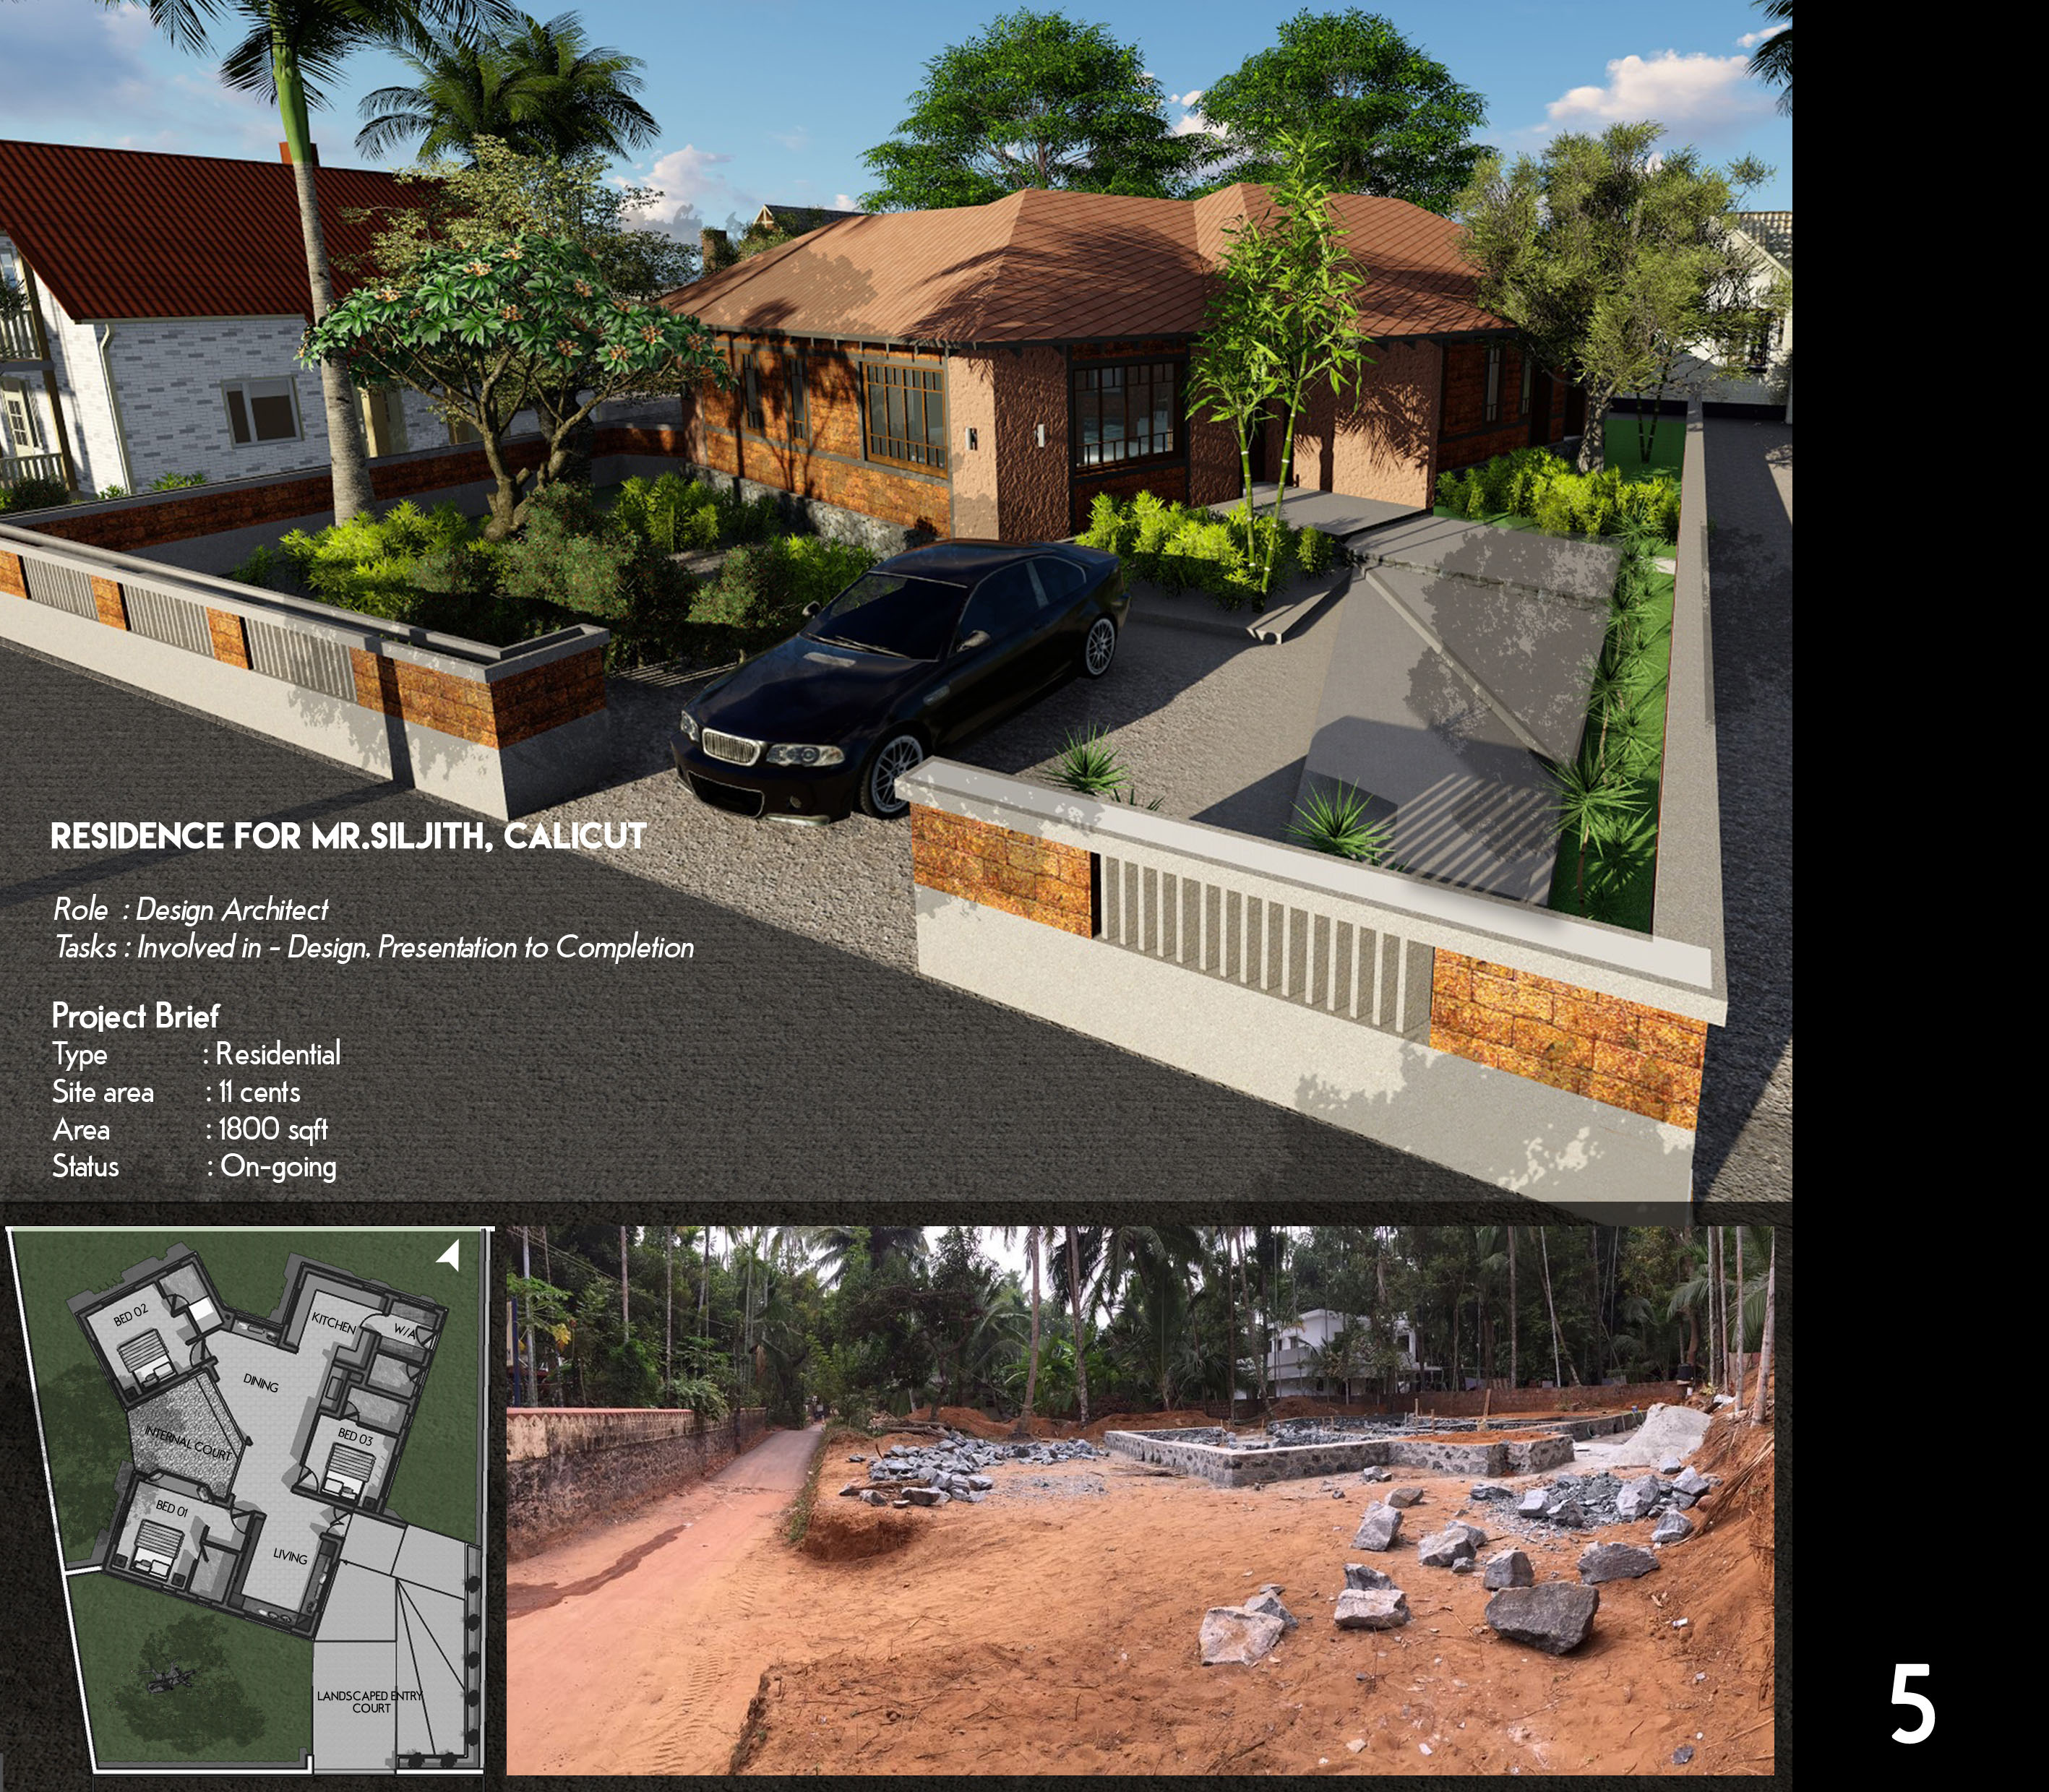 RESIDENCE FOR MR.SILJITH, CALICUT
Role : Design Architect
Tasks : Involved in - Design, Presentation to Completion
Project Brief
Type : Residential
Site area : 11 cents
Area : 1800 sqft
Status : On-going
BED 02
KITCHEN
W/A
DINING
INTERNAL COURT
BED 03
BED 01
LIVING
LANDSCAPED ENTRY
COURT
5